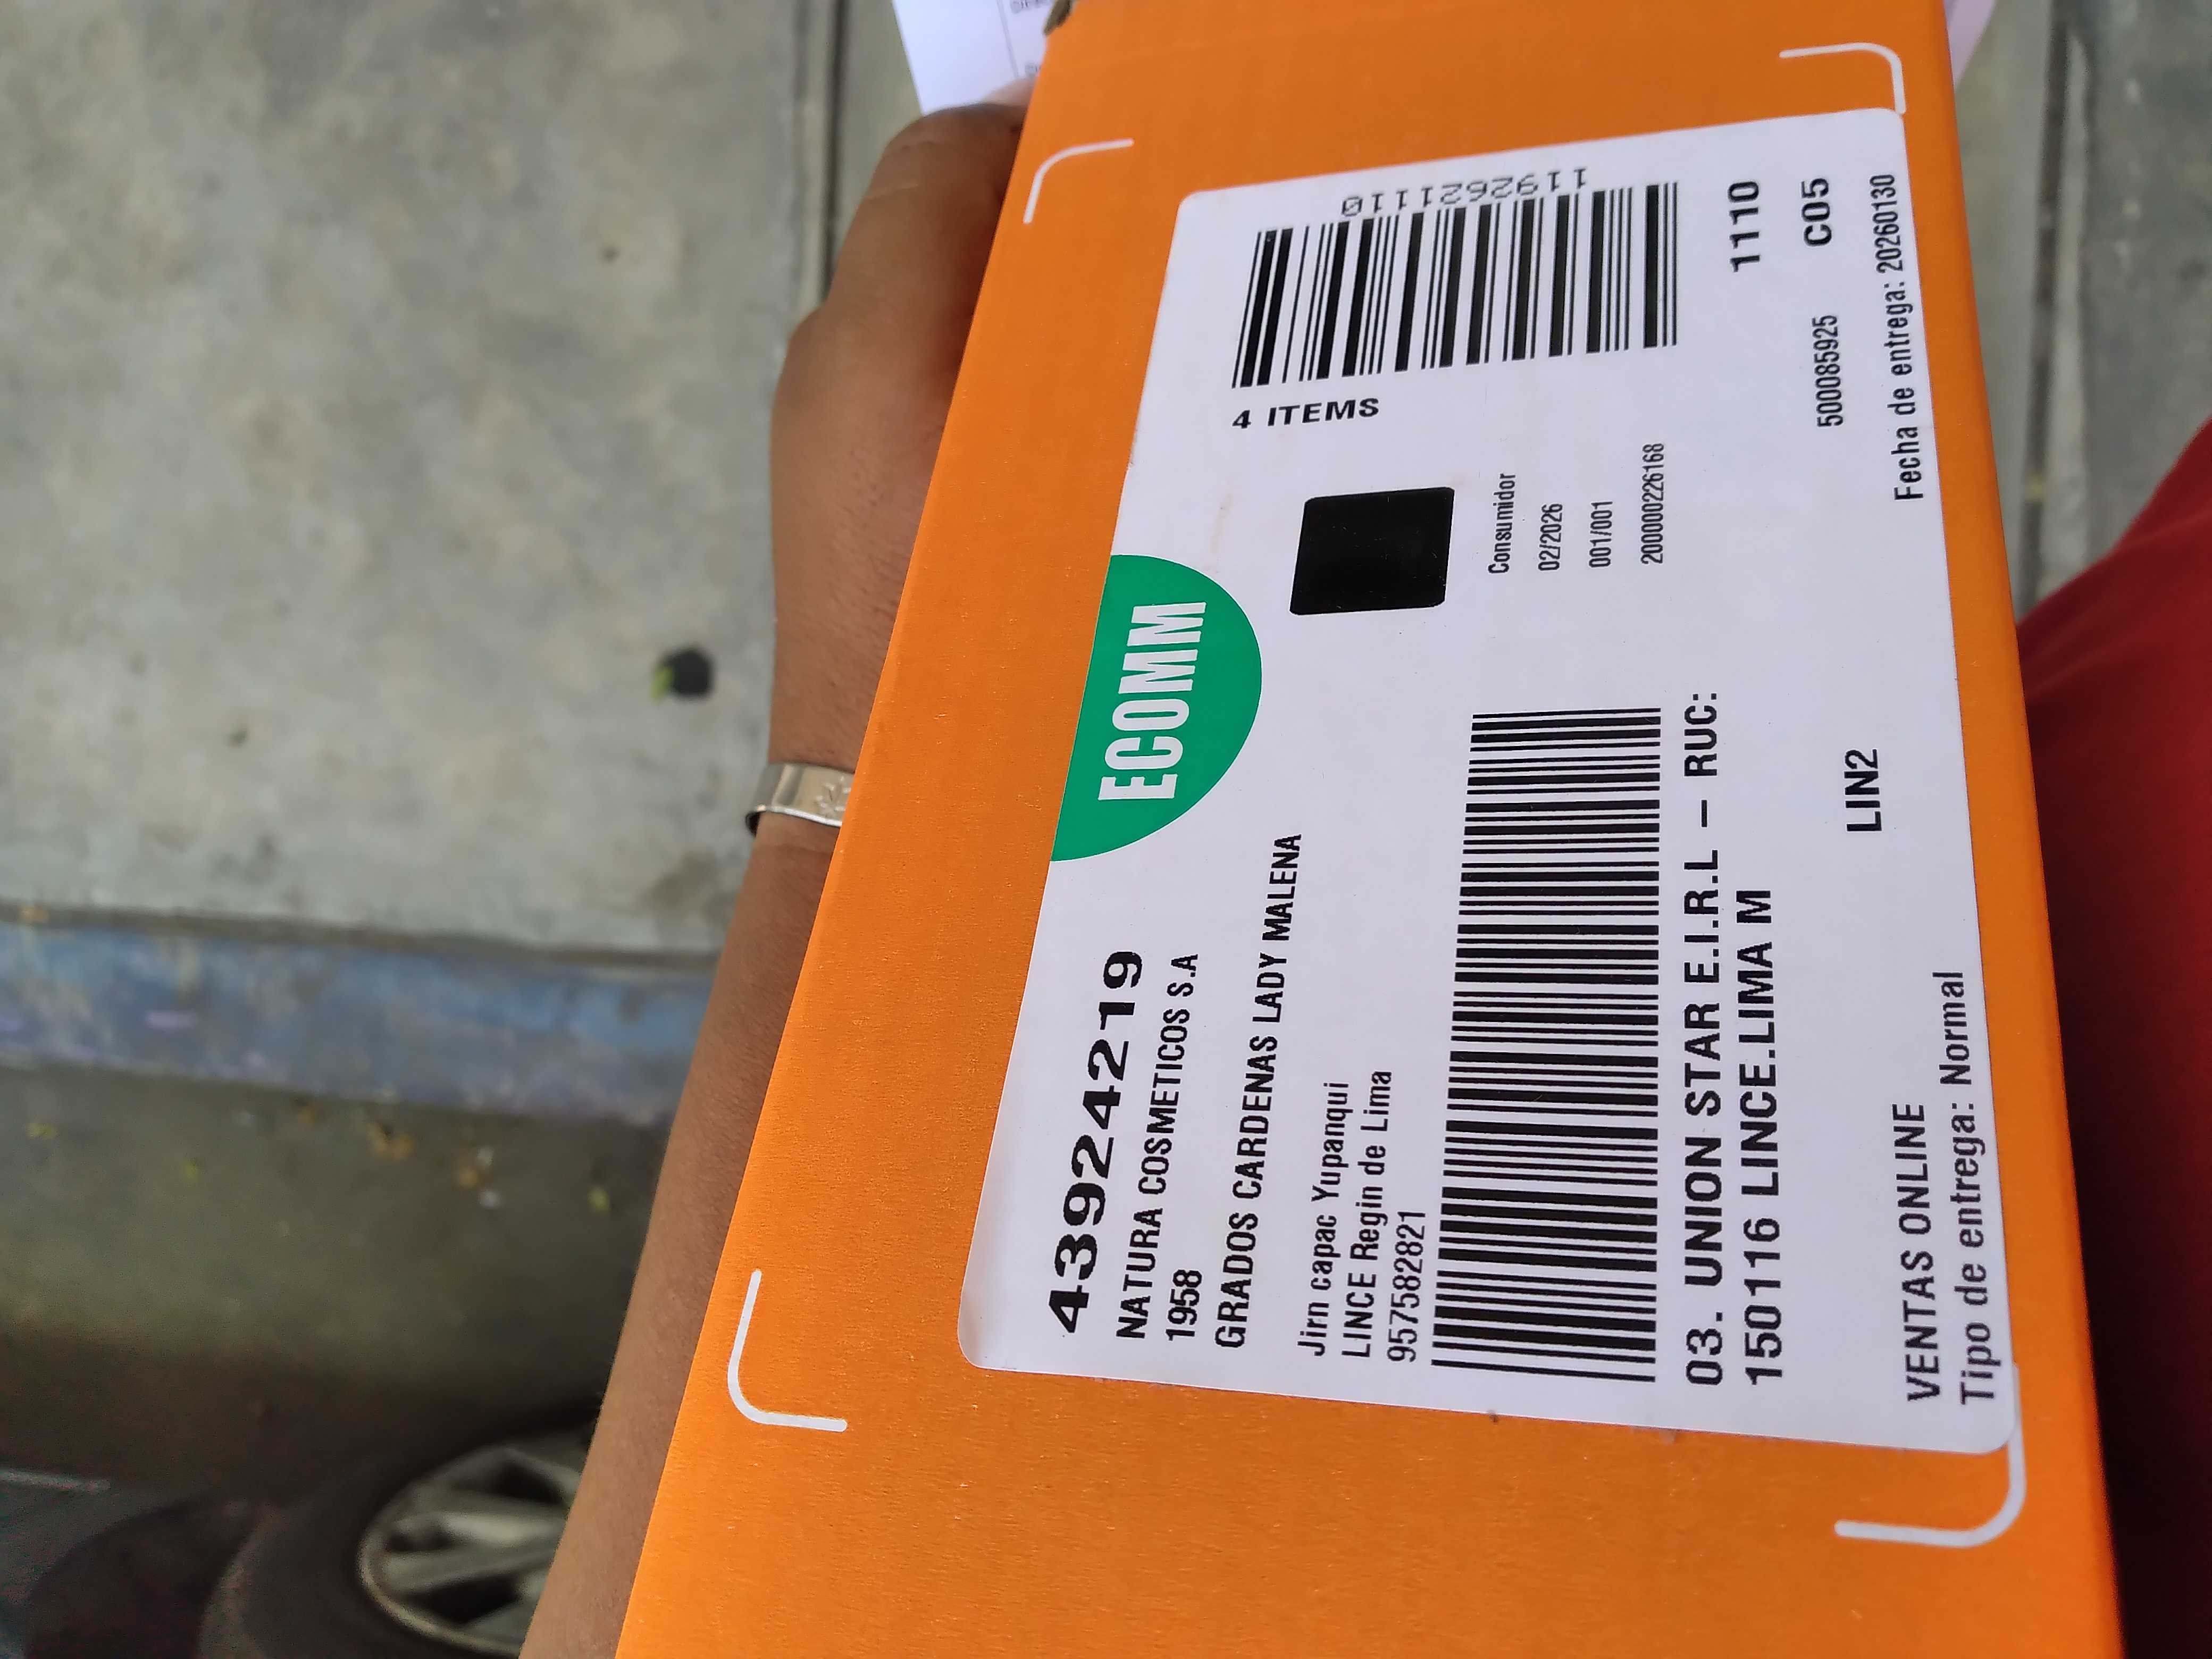 43924219
NATURA COSMETICOS S.A
1958
GRADOS CARDENAS LADY MALENA
Jirn capac Yupanqui
LINCE Regin de Lima
957582821
ECOMM
4 ITEMS
1192621110
Consumidor
02/2026
001/001
200000226168
03. UNION STAR E.I.R.L – RUC:
150116 LINCE.LIMA M
1110
500085925 C05
LIN2
VENTAS ONLINE
Tipo de entrega: Normal
Fecha de entrega: 20260130